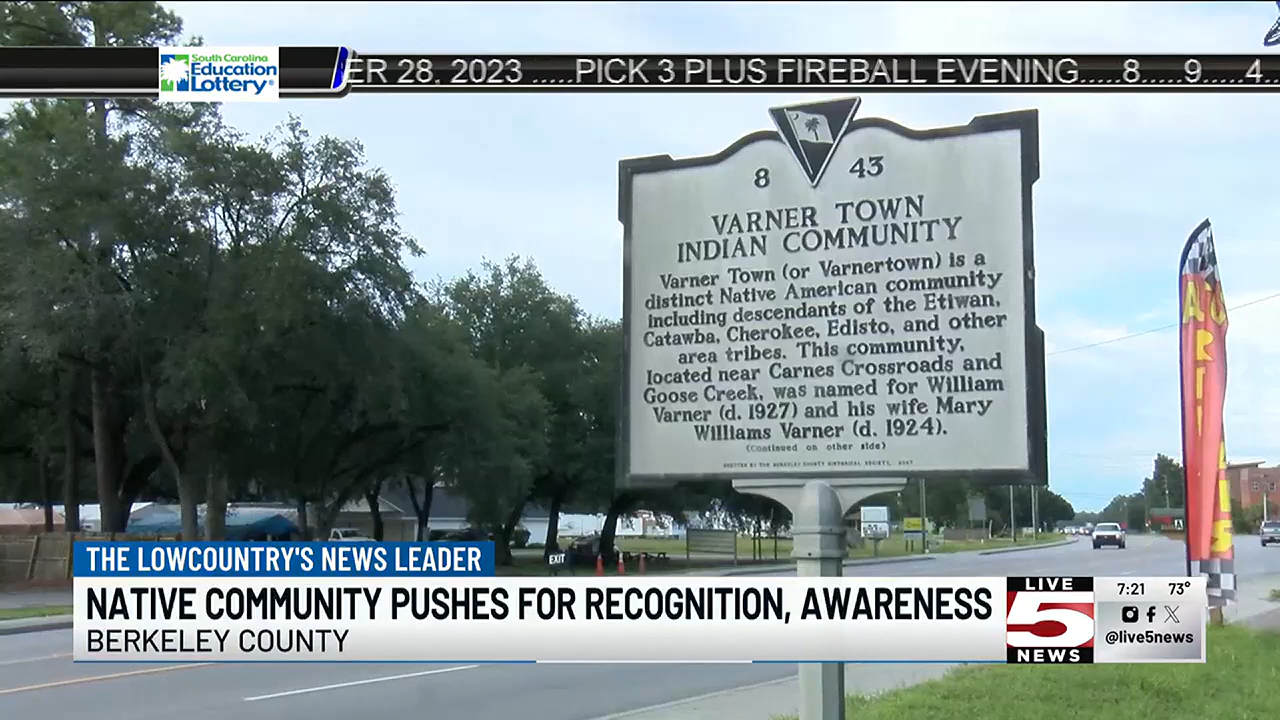 South Carolina
Education
Lottery
ER 28, 2023 .....PICK 3 PLUS FIREBALL EVENING.....8.....9.....4.
8 43
VARNER TOWN
INDIAN COMMUNITY
Varner Town (or Varnertown) is a
distinct Native American community
including descendants of the Etiwan,
Catawba, Cherokee, Edisto, and other
area tribes. This community,
located near Carnes Crossroads and
Goose Creek, was named for William
Varner (d. 1927) and his wife Mary
Williams Varner (d. 1924).
(Continued on other side)
EXIT
THE LOWCOUNTRY'S NEWS LEADER
NATIVE COMMUNITY PUSHES FOR RECOGNITION, AWARENESS
BERKELEY COUNTY
LIVE
5
NEWS
7:21 73°
@live5news